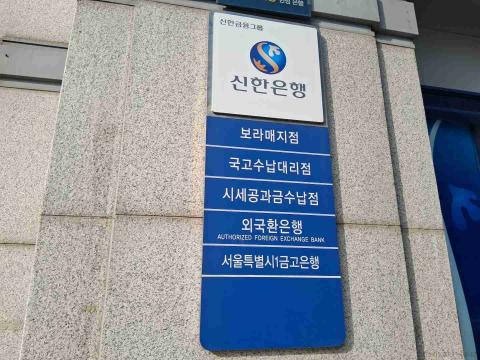 신한금융그룹
신한은행
보라매지점
국고수납대리점
시세공과금수납점
외국환은행
AUTHORIZED FOREIGN EXCHANGE BANK
서울특별시1금고은행